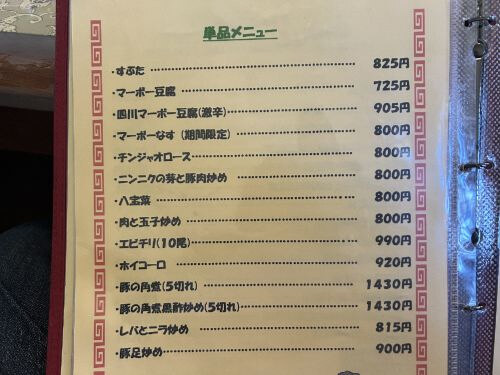 単品メニュー
・すぶた 825円
・マーボー豆腐 725円
・四川マーボー豆腐(激辛) 905円
・マーボーなす(期間限定) 800円
・チンジャオロース 800円
・ニンニクの芽と豚肉炒め 800円
・八宝菜 800円
・肉と玉子炒め 800円
・エビチリ(10尾) 990円
・ホイコーロ 920円
・豚の角煮(5切れ) 1430円
・豚の角煮黒酢炒め(5切れ) 1430円
・レバとニラ炒め 815円
・豚足炒め 900円